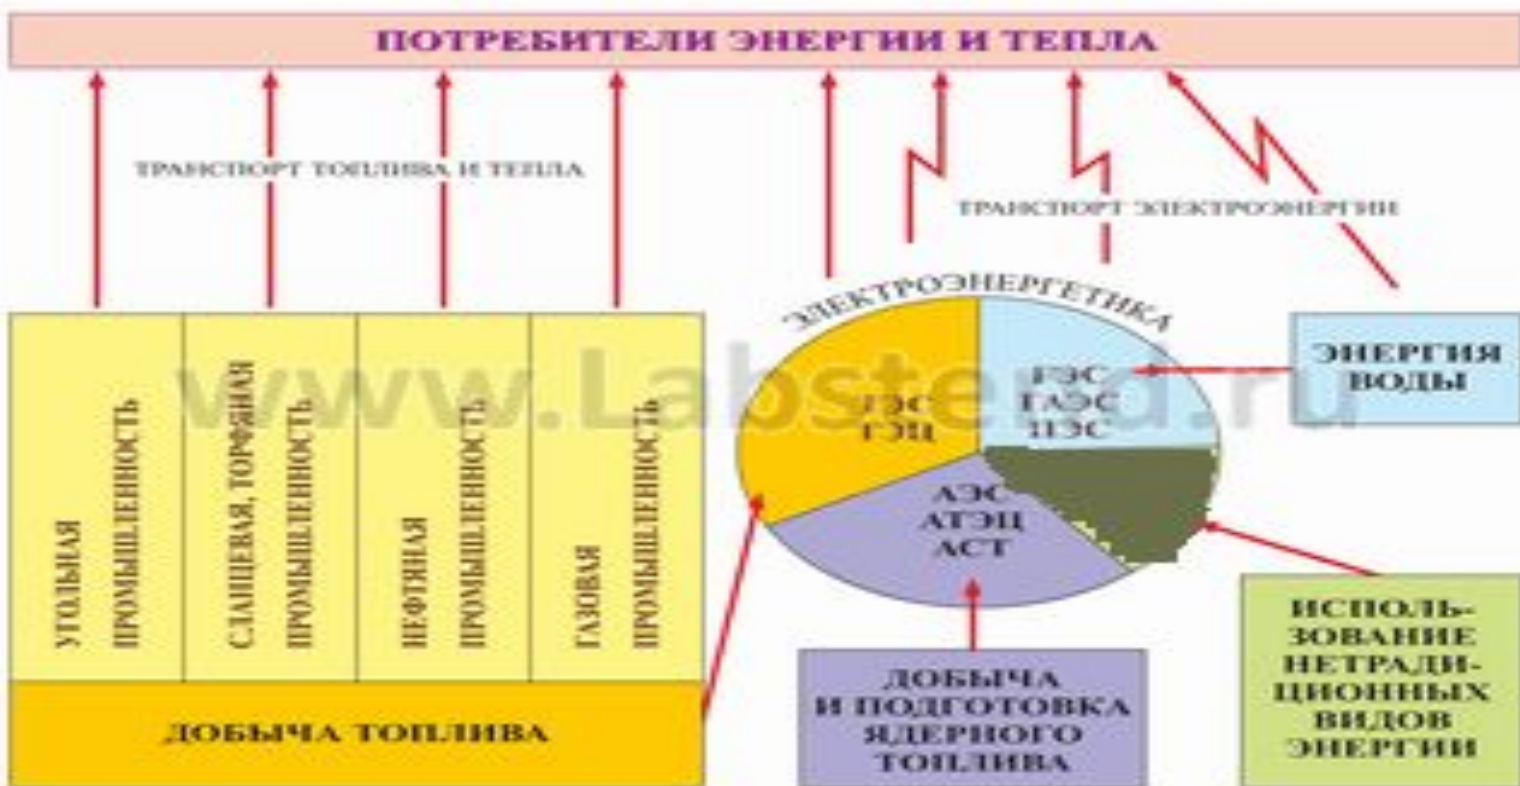 ПОТРЕБИТЕЛИ ЭНЕРГИИ И ТЕПЛА
ТРАНСПОРТ ТОПЛИВА И ТЕПЛА
ТРАНСПОРТ ЭЛЕКТРОЭНЕРГИИ
УГОЛЬНАЯ
ПРОМЫШЛЕННОСТЬ
СЛАНЦЕВАЯ, ТОРФЯНАЯ
ПРОМЫШЛЕННОСТЬ
НЕФТЯНАЯ
ПРОМЫШЛЕННОСТЬ
ГАЗОВАЯ
ПРОМЫШЛЕННОСТЬ
ДОБЫЧА ТОПЛИВА
ЭЛЕКТРОЭНЕРГЕТИКА
ТЭС
ТЭЦ
ГЭС
ГАЭС
ПЭС
АЭС
АТЭЦ
АСТ
ЭНЕРГИЯ
ВОДЫ
ДОБЫЧА
И ПОДГОТОВКА
ЯДЕРНОГО
ТОПЛИВА
ИСПОЛЬ-
ЗОВАНИЕ
НЕТРАДИ-
ЦИОННЫХ
ВИДОВ
ЭНЕРГИИ
www.Labstend.ru